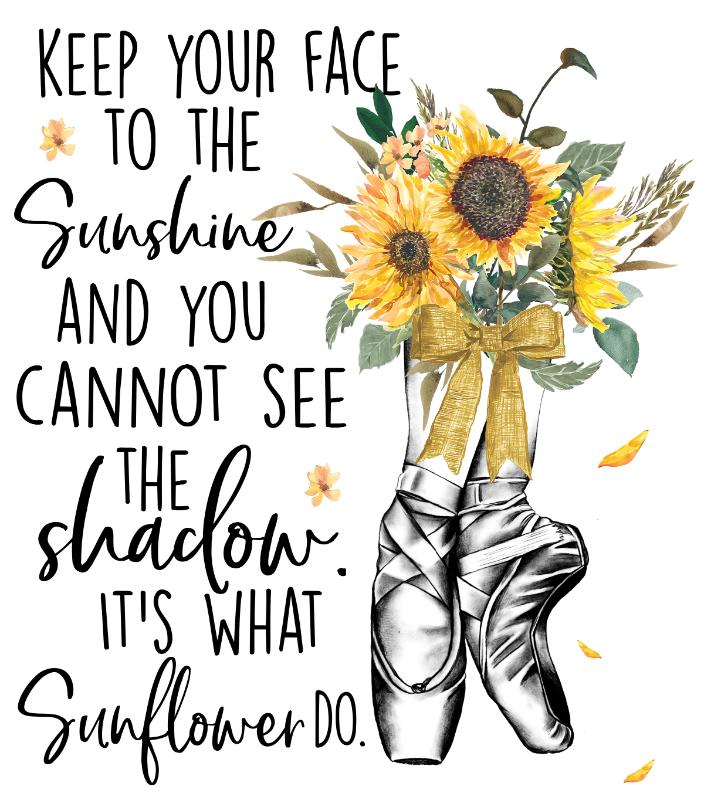 KEEP YOUR FACE
TO THE
Sunshine
AND YOU
CANNOT SEE
THE
shadow.
IT'S WHAT
Sunflower DO.